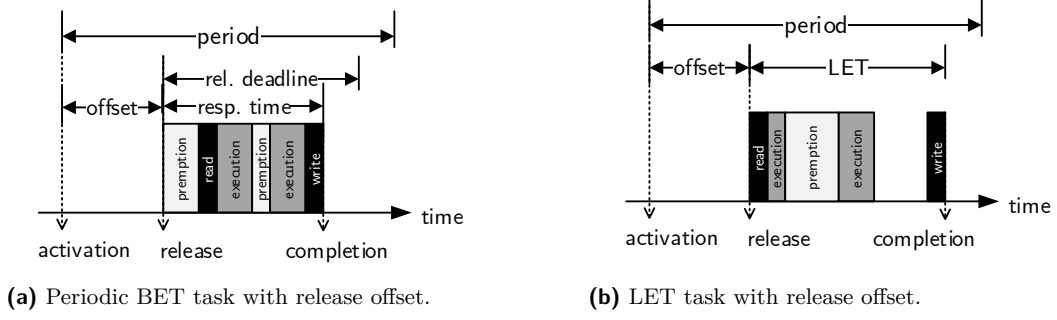 period
rel. deadline
offset
resp. time
premption
read
execution
premption
execution
write
time
activation
release
completion
(a) Periodic BET task with release offset.
period
offset
LET
read
execution
premption
execution
write
time
activation
release
completion
(b) LET task with release offset.